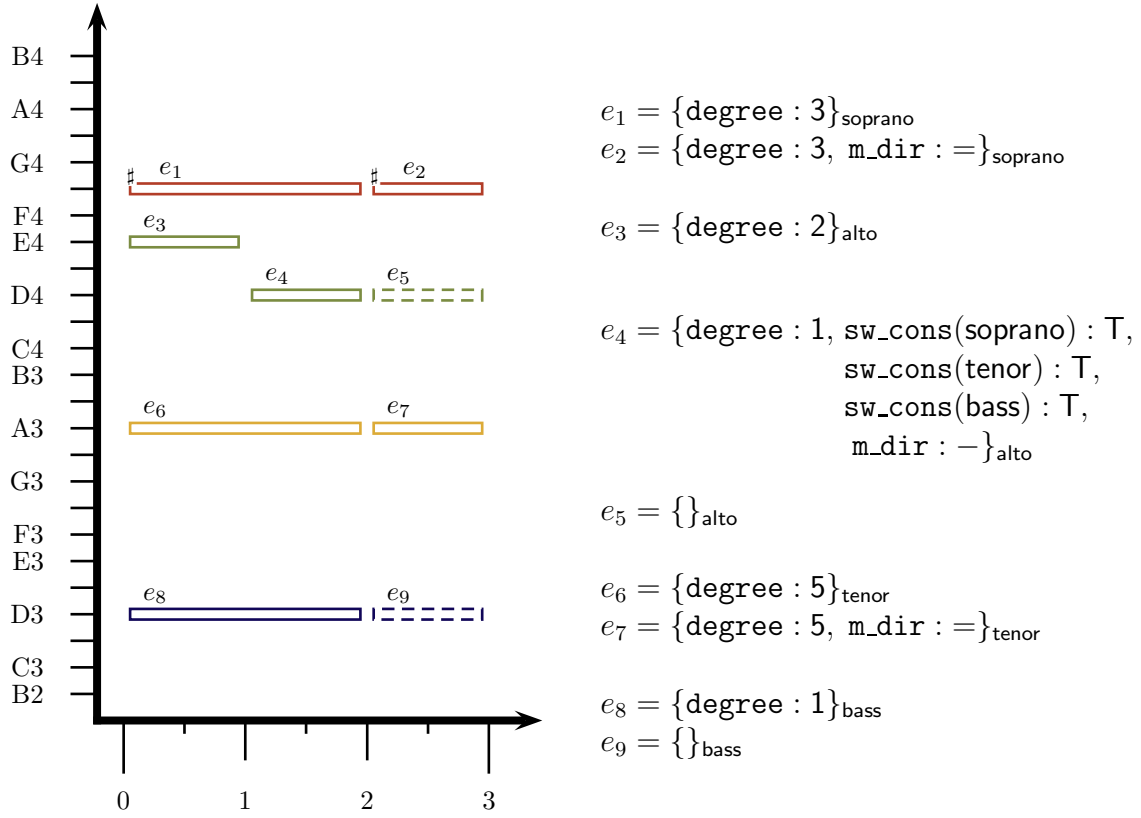 B4
A4
G4
F4
E4
D4
C4
B3
A3
G3
F3
E3
D3
C3
B2
♯ e₁ ♯ e₂
e₃
e₄ e₅
e₆ e₇
e₈ e₉
0 1 2 3
e₁ = {degree : 3}soprano
e₂ = {degree : 3, m_dir : =}soprano
e₃ = {degree : 2}alto
e₄ = {degree : 1, sw_cons(soprano) : T,
sw_cons(tenor) : T,
sw_cons(bass) : T,
m_dir : −}alto
e₅ = {}alto
e₆ = {degree : 5}tenor
e₇ = {degree : 5, m_dir : =}tenor
e₈ = {degree : 1}bass
e₉ = {}bass